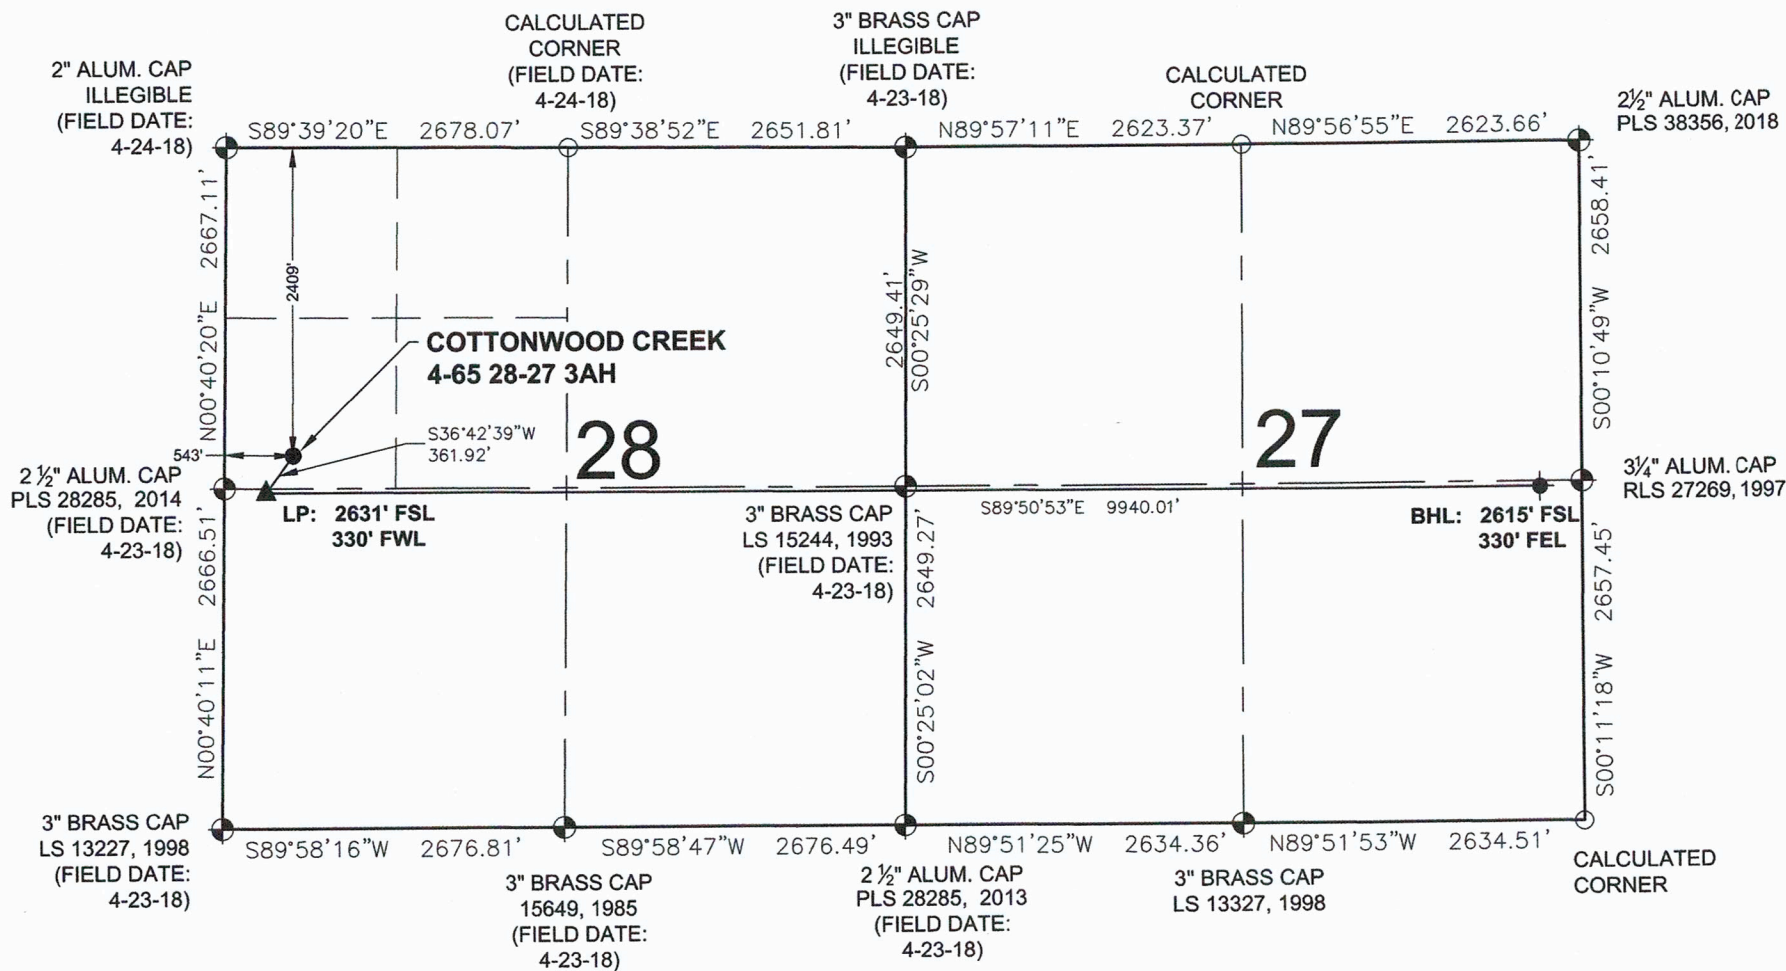 2" ALUM. CAP
ILLEGIBLE
(FIELD DATE:
4-24-18)
CALCULATED
CORNER
(FIELD DATE:
4-24-18)
3" BRASS CAP
ILLEGIBLE
(FIELD DATE:
4-23-18)
CALCULATED
CORNER
2½" ALUM. CAP
PLS 38356, 2018
S89°39'20"E 2678.07'
S89°38'52"E 2651.81'
N89°57'11"E 2623.37'
N89°56'55"E 2623.66'
N00°40'20"E 2667.11'
2409'
2649.41'
S00°25'29"W
S00°10'49"W 2658.41'
COTTONWOOD CREEK
4-65 28-27 3AH
S36°42'39"W
361.92'
28
27
543'
2 ½" ALUM. CAP
PLS 28285, 2014
(FIELD DATE:
4-23-18)
3¼" ALUM. CAP
RLS 27269, 1997
LP: 2631' FSL
330' FWL
3" BRASS CAP
LS 15244, 1993
(FIELD DATE:
4-23-18)
S89°50'53"E 9940.01'
BHL: 2615' FSL
330' FEL
N00°40'11"E 2666.51'
S00°25'02"W 2649.27'
S00°11'18"W 2657.45'
3" BRASS CAP
LS 13227, 1998
(FIELD DATE:
4-23-18)
S89°58'16"W 2676.81'
S89°58'47"W 2676.49'
N89°51'25"W 2634.36'
N89°51'53"W 2634.51'
3" BRASS CAP
15649, 1985
(FIELD DATE:
4-23-18)
2 ½" ALUM. CAP
PLS 28285, 2013
(FIELD DATE:
4-23-18)
3" BRASS CAP
LS 13327, 1998
CALCULATED
CORNER